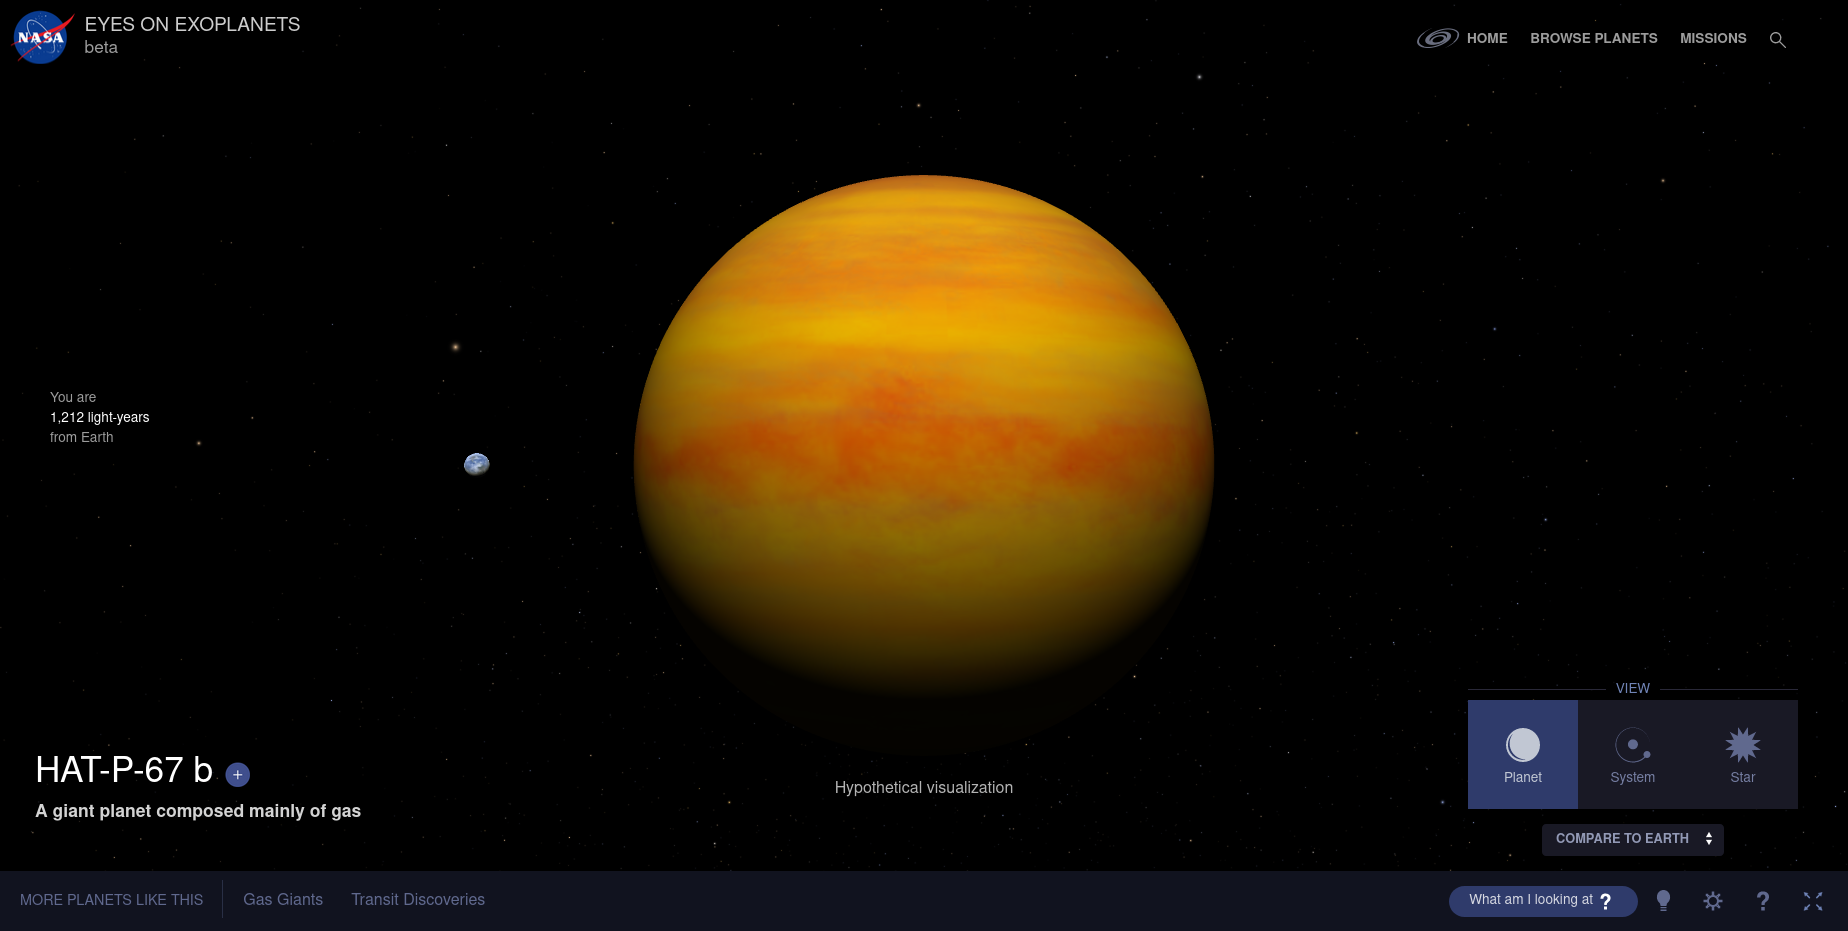 NASA
EYES ON EXOPLANETS
beta
HOME
BROWSE PLANETS
MISSIONS
You are
1,212 light-years
from Earth
HAT-P-67 b +
A giant planet composed mainly of gas
Hypothetical visualization
VIEW
Planet
System
Star
COMPARE TO EARTH
MORE PLANETS LIKE THIS
Gas Giants
Transit Discoveries
What am I looking at ?
?